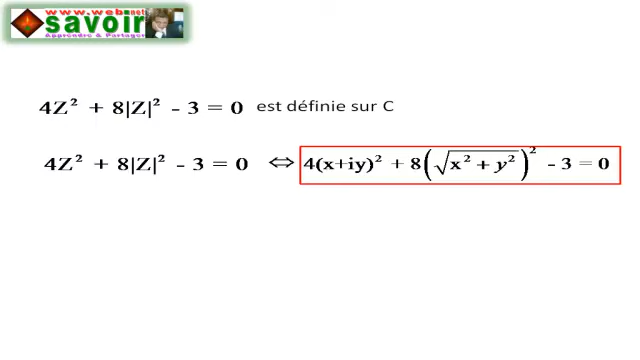 www.web-net
savoir
Apprendre & Partager
4Z² + 8|Z|² - 3 = 0 est définie sur C
4Z² + 8|Z|² - 3 = 0 ⇔ 4(x+iy)² + 8(√x² + y²)² - 3 = 0